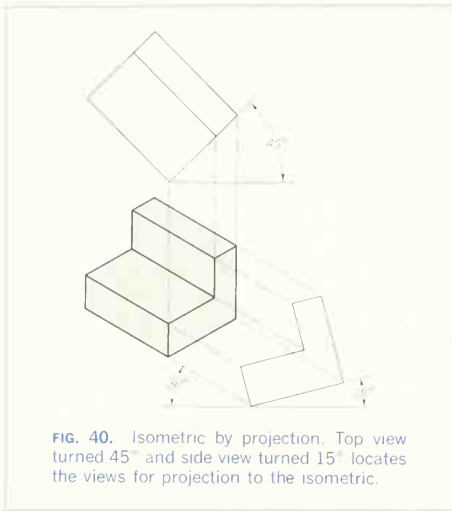 45°
FIG. 40. Isometric by projection. Top view
turned 45° and side view turned 15° locates
the views for projection to the isometric.